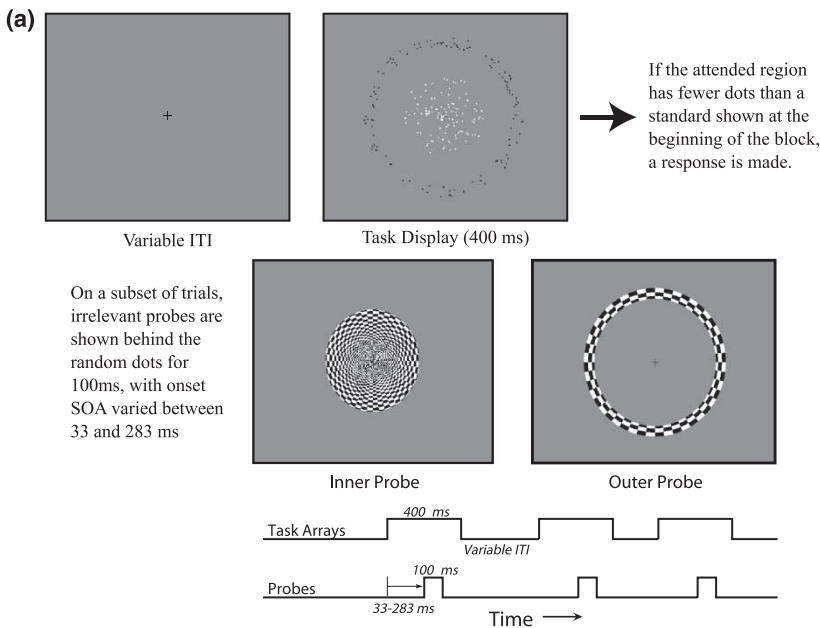 (a)
If the attended region
has fewer dots than a
standard shown at the
beginning of the block,
a response is made.
Variable ITI
Task Display (400 ms)
On a subset of trials,
irrelevant probes are
shown behind the
random dots for
100ms, with onset
SOA varied between
33 and 283 ms
Inner Probe
Outer Probe
400 ms
Task Arrays
Variable ITI
100 ms
Probes
33-283 ms
Time